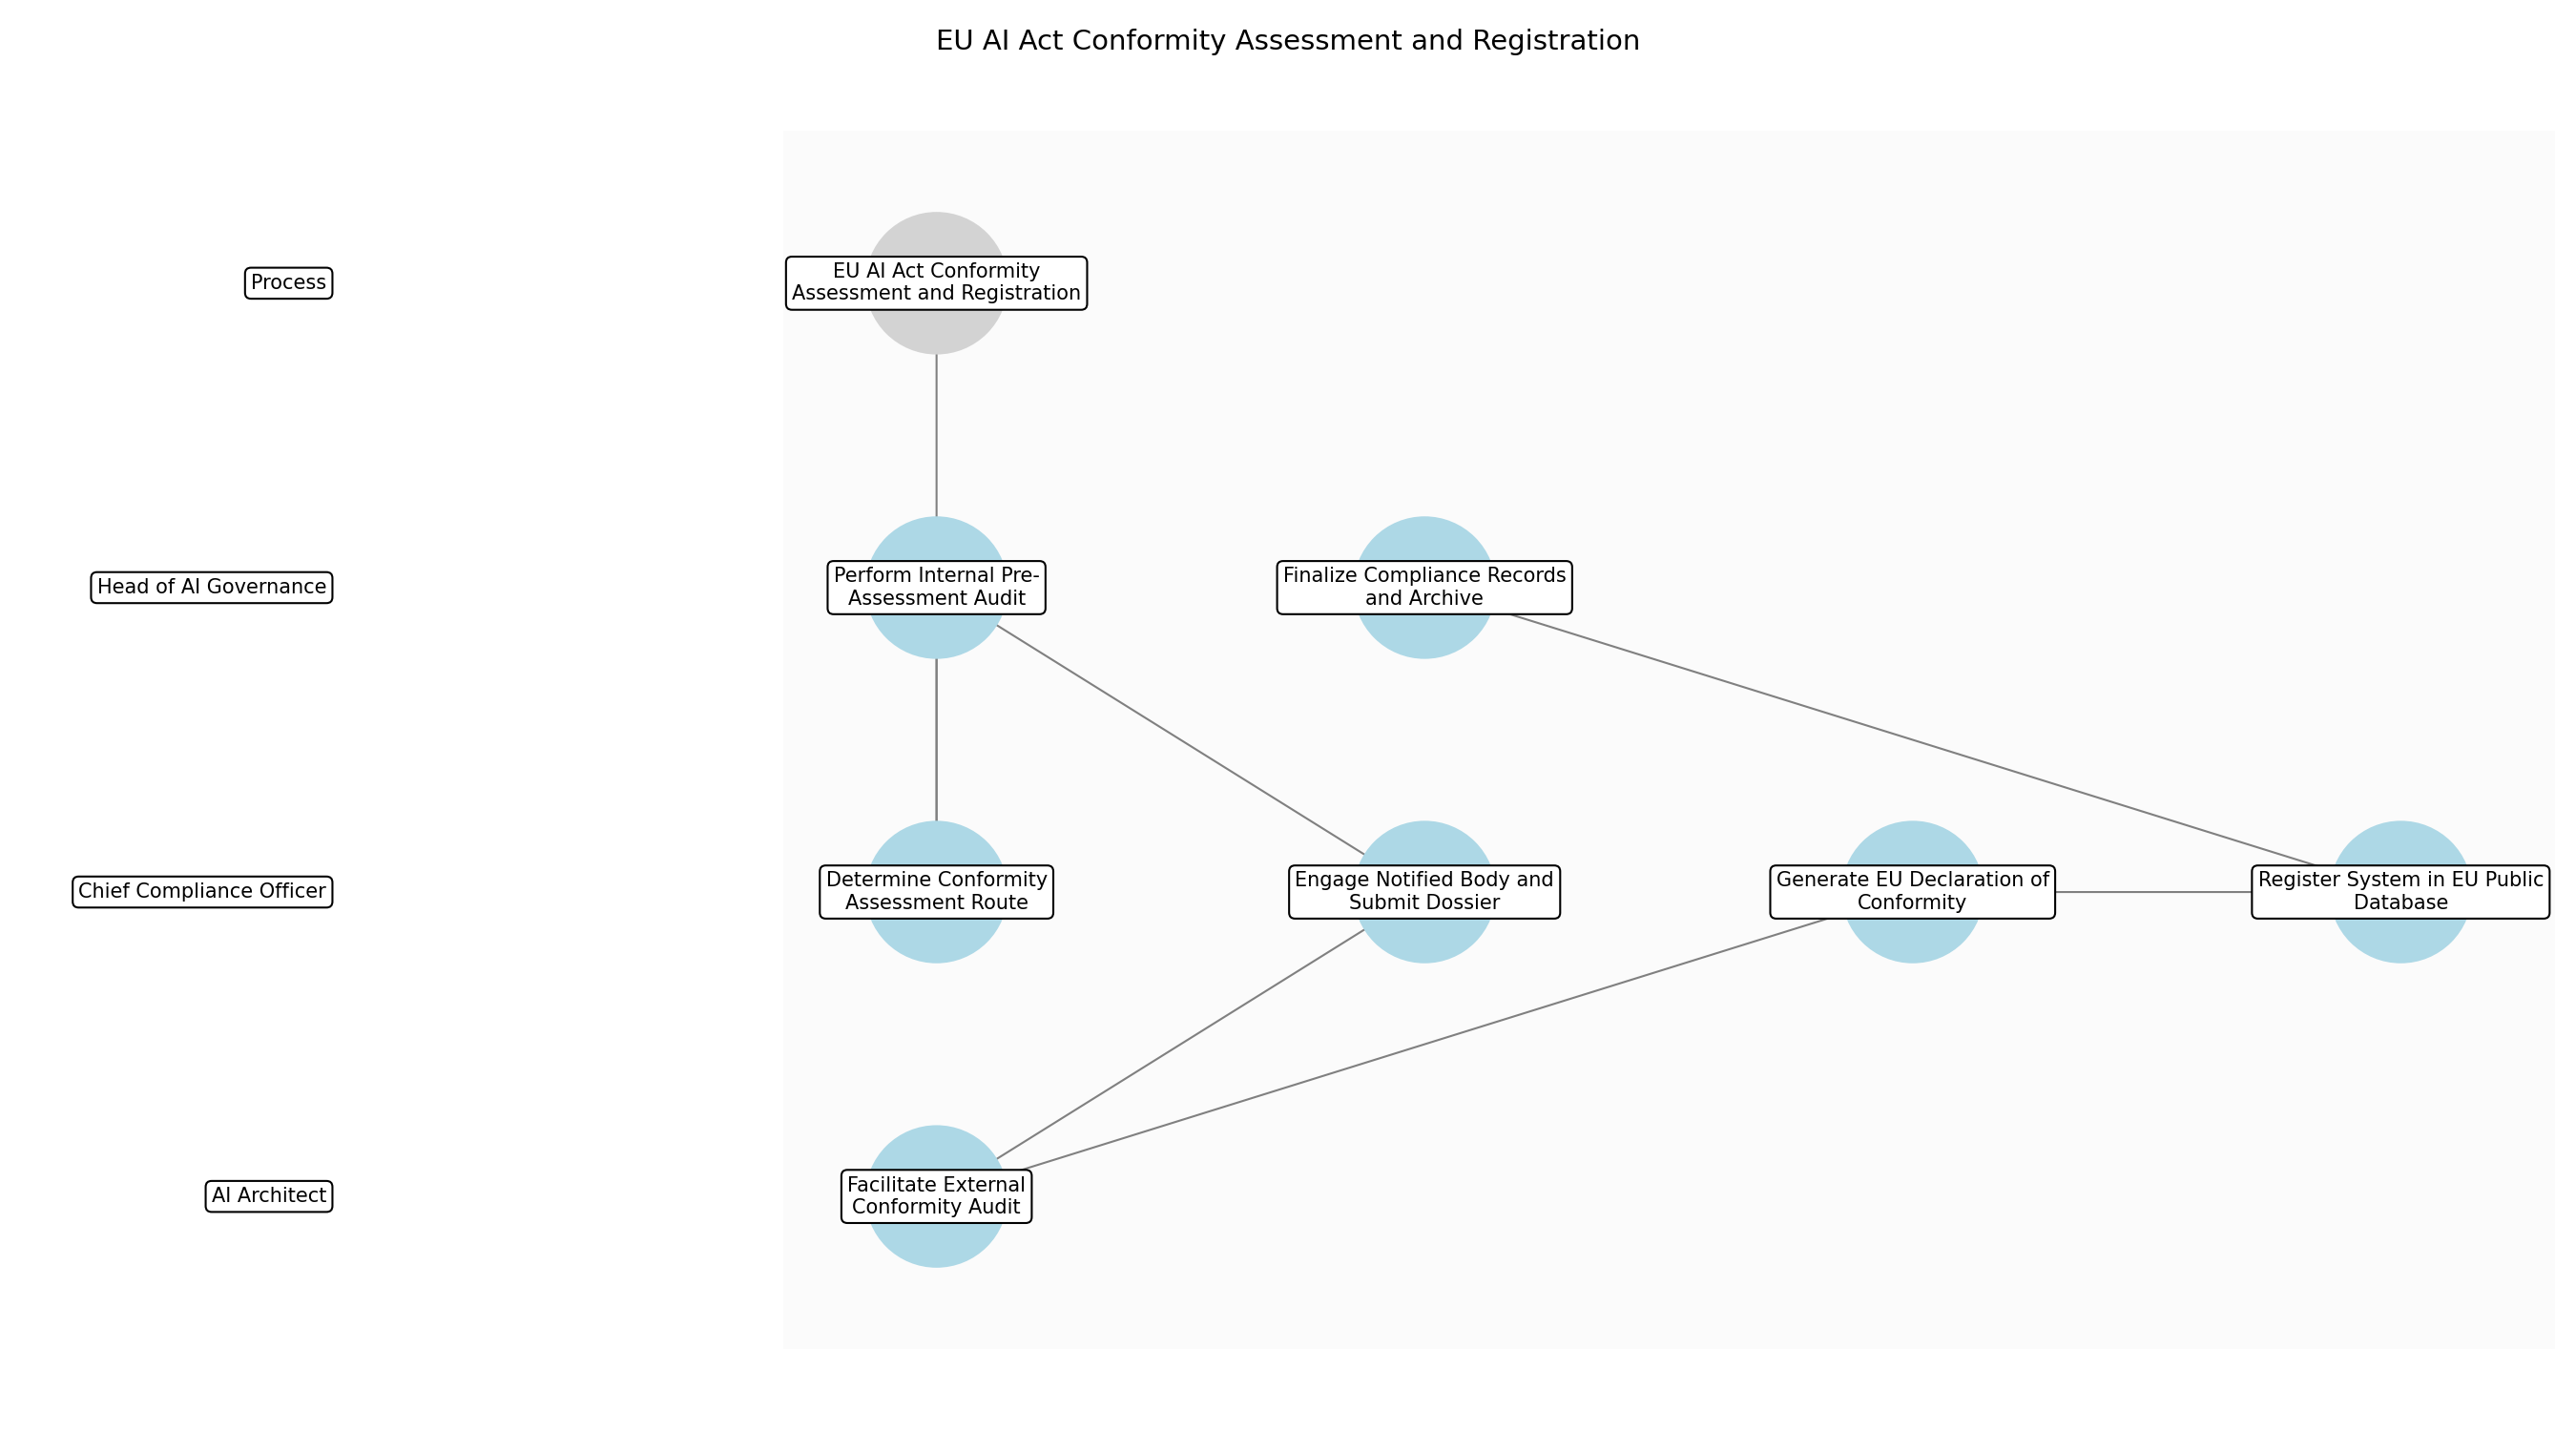 EU AI Act Conformity Assessment and Registration
Process
EU AI Act Conformity
Assessment and Registration
Head of AI Governance
Perform Internal Pre-
Assessment Audit
Finalize Compliance Records
and Archive
Chief Compliance Officer
Determine Conformity
Assessment Route
Engage Notified Body and
Submit Dossier
Generate EU Declaration of
Conformity
Register System in EU Public
Database
AI Architect
Facilitate External
Conformity Audit